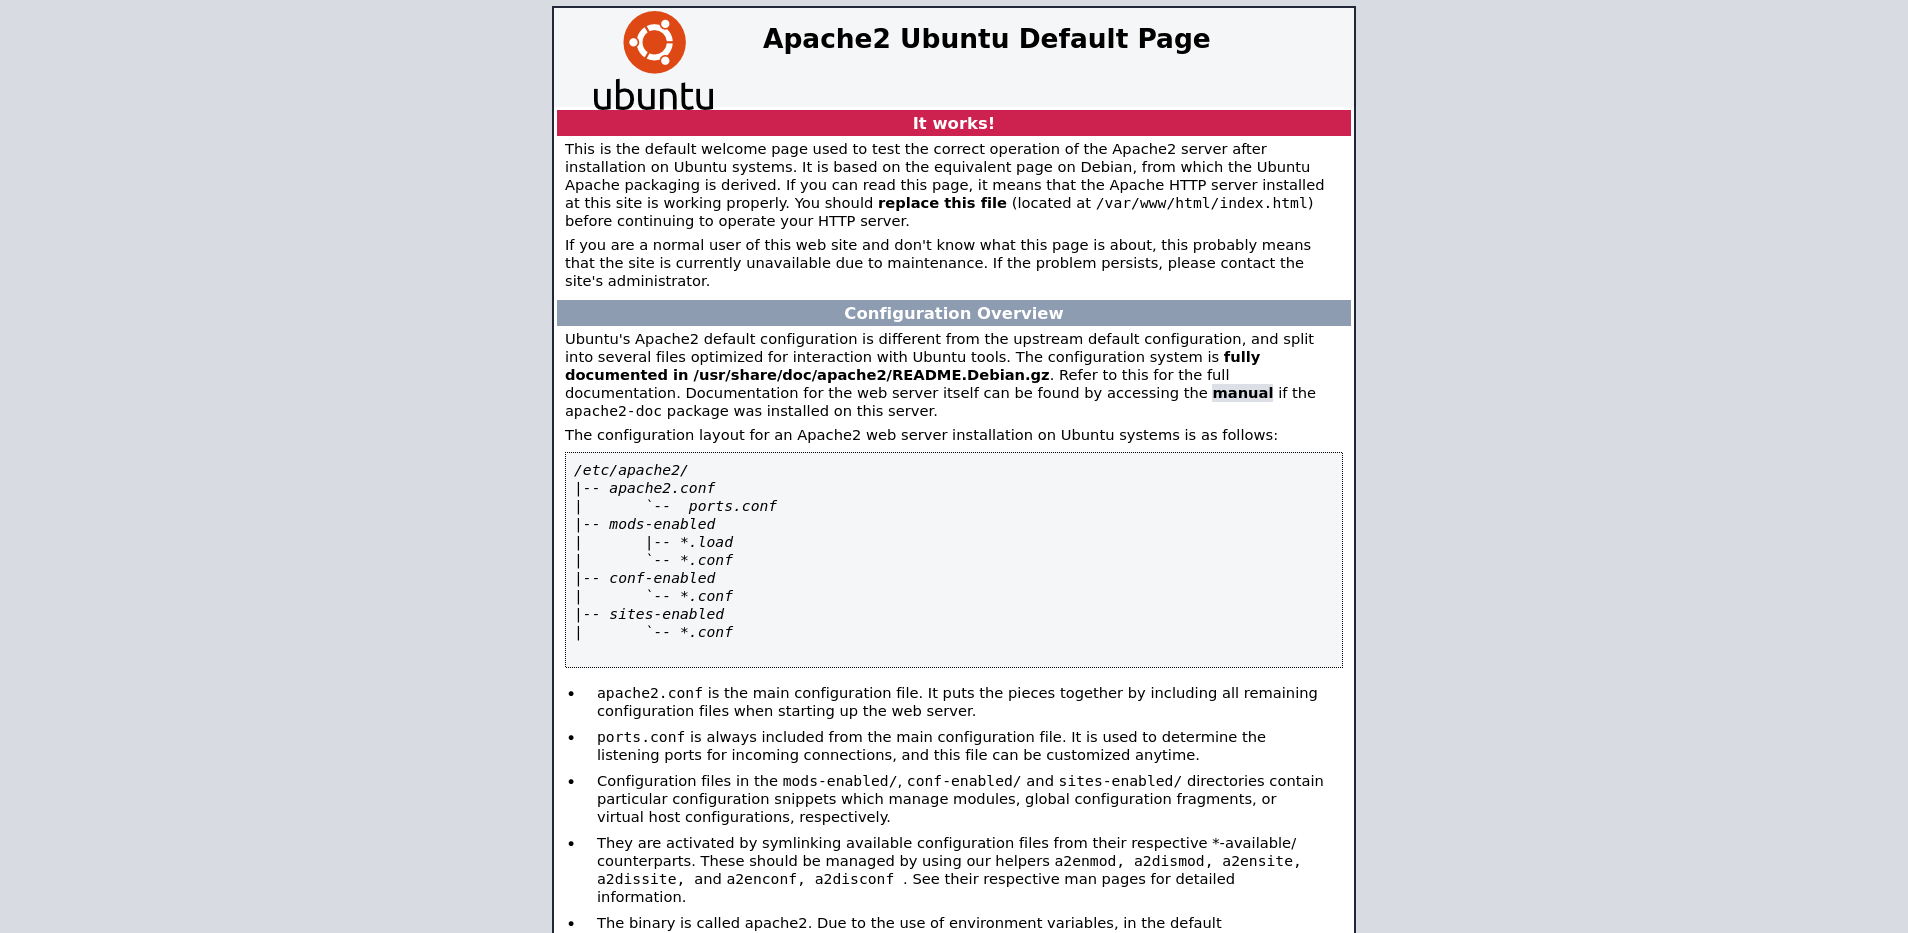 ubuntu
Apache2 Ubuntu Default Page
It works!
This is the default welcome page used to test the correct operation of the Apache2 server after
installation on Ubuntu systems. It is based on the equivalent page on Debian, from which the Ubuntu
Apache packaging is derived. If you can read this page, it means that the Apache HTTP server installed
at this site is working properly. You should replace this file (located at /var/www/html/index.html)
before continuing to operate your HTTP server.
If you are a normal user of this web site and don't know what this page is about, this probably means
that the site is currently unavailable due to maintenance. If the problem persists, please contact the
site's administrator.
Configuration Overview
Ubuntu's Apache2 default configuration is different from the upstream default configuration, and split
into several files optimized for interaction with Ubuntu tools. The configuration system is fully
documented in /usr/share/doc/apache2/README.Debian.gz. Refer to this for the full
documentation. Documentation for the web server itself can be found by accessing the manual if the
apache2-doc package was installed on this server.
The configuration layout for an Apache2 web server installation on Ubuntu systems is as follows:
/etc/apache2/
|-- apache2.conf
|       `--  ports.conf
|-- mods-enabled
|       |-- *.load
|       `-- *.conf
|-- conf-enabled
|       `-- *.conf
|-- sites-enabled
|       `-- *.conf
• apache2.conf is the main configuration file. It puts the pieces together by including all remaining
configuration files when starting up the web server.
• ports.conf is always included from the main configuration file. It is used to determine the
listening ports for incoming connections, and this file can be customized anytime.
• Configuration files in the mods-enabled/, conf-enabled/ and sites-enabled/ directories contain
particular configuration snippets which manage modules, global configuration fragments, or
virtual host configurations, respectively.
• They are activated by symlinking available configuration files from their respective *-available/
counterparts. These should be managed by using our helpers a2enmod, a2dismod, a2ensite,
a2dissite, and a2enconf, a2disconf . See their respective man pages for detailed
information.
• The binary is called apache2. Due to the use of environment variables, in the default